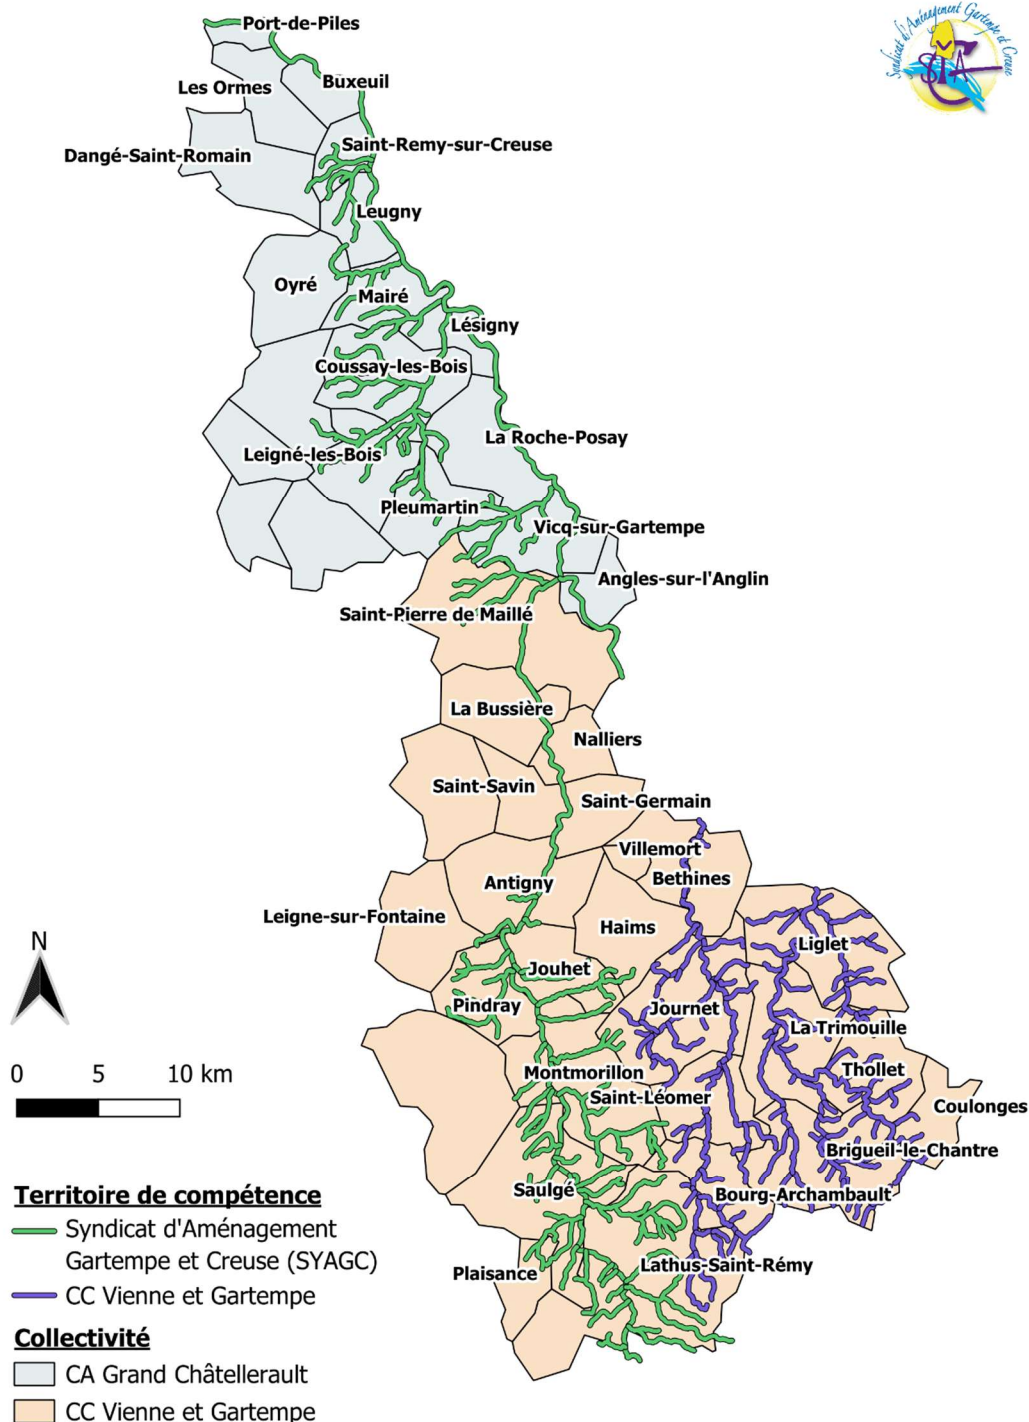 Syndicat d'Aménagement Gartempe et Creuse
Port-de-Piles
Les Ormes
Buxeuil
Dangé-Saint-Romain
Saint-Remy-sur-Creuse
Leugny
Oyré
Mairé
Lésigny
Coussay-les-Bois
La Roche-Posay
Leigné-les-Bois
Pleumartin
Vicq-sur-Gartempe
Angles-sur-l'Anglin
Saint-Pierre de Maillé
La Bussière
Nalliers
Saint-Savin
Saint-Germain
Villemort
Bethines
Antigny
Leigne-sur-Fontaine
Haims
Liglet
Jouhet
Pindray
Journet
La Trimouille
Montmorillon
Thollet
Saint-Léomer
Coulonges
Brigueil-le-Chantre
Saulgé
Bourg-Archambault
Plaisance
Lathus-Saint-Rémy
N
0 5 10 km
Territoire de compétence
Syndicat d'Aménagement
Gartempe et Creuse (SYAGC)
CC Vienne et Gartempe
Collectivité
CA Grand Châtellerault
CC Vienne et Gartempe